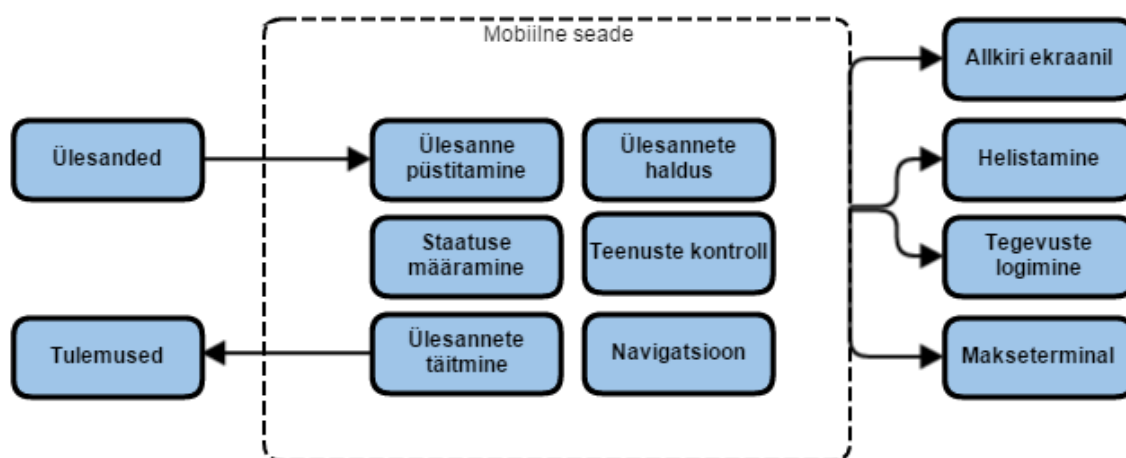 Mobiilne seade
Ülesanded
Ülesanne
püstitamine
Ülesannete
haldus
Staatuse
määramine
Teenuste kontroll
Tulemused
Ülesannete
täitmine
Navigatsioon
Allkiri ekraanil
Helistamine
Tegevuste
logimine
Makseterminal